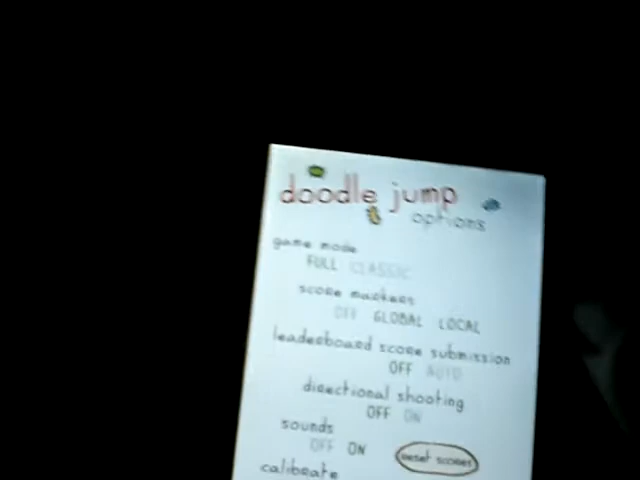 doodle jump
options
game mode
FULL CLASSIC
score markers
OFF GLOBAL LOCAL
leaderboard score submission
OFF AUTO
directional shooting
OFF ON
sounds
OFF ON
reset scores
calibrate